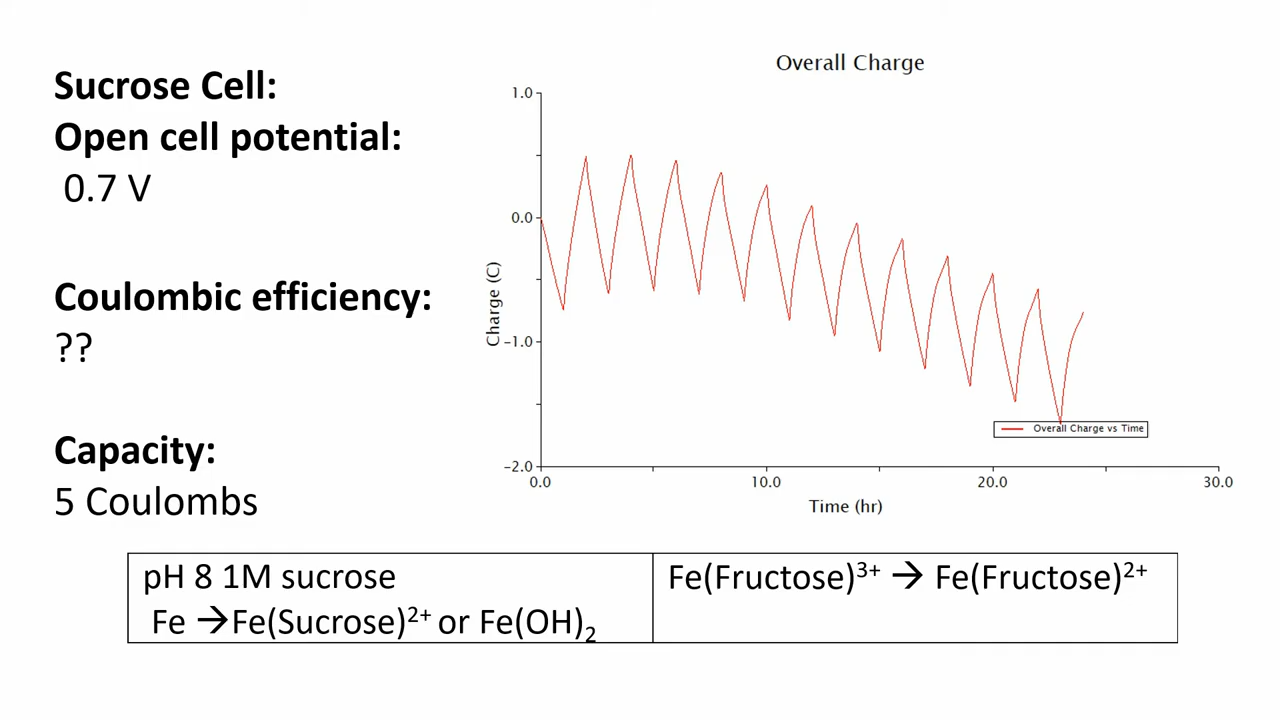 Sucrose Cell:
Open cell potential:
0.7 V
Coulombic efficiency:
??
Capacity:
5 Coulombs
Overall Charge
1.0
0.0
−1.0
−2.0
Charge (C)
0.0
10.0
20.0
30.0
Time (hr)
Overall Charge vs Time
pH 8 1M sucrose
Fe →Fe(Sucrose)²⁺ or Fe(OH)₂
Fe(Fructose)³⁺ → Fe(Fructose)²⁺